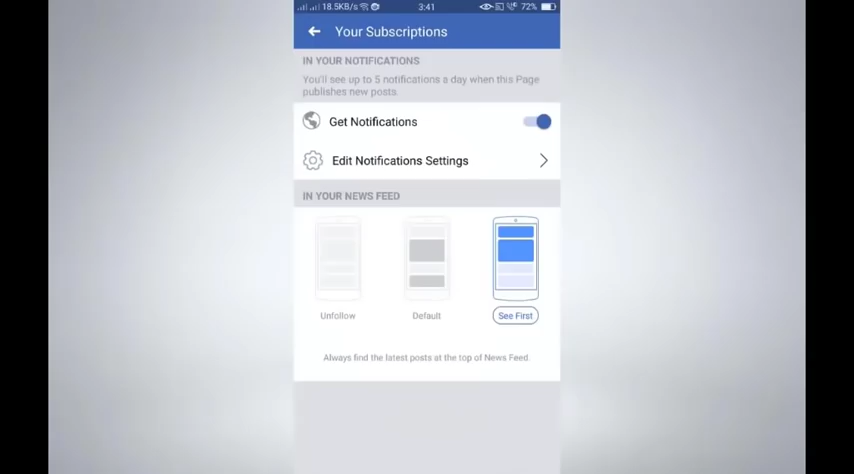 18.5KB/s 3:41 72%
Your Subscriptions
IN YOUR NOTIFICATIONS
You'll see up to 5 notifications a day when this Page
publishes new posts.
Get Notifications
Edit Notifications Settings
IN YOUR NEWS FEED
Unfollow Default See First
Always find the latest posts at the top of News Feed.